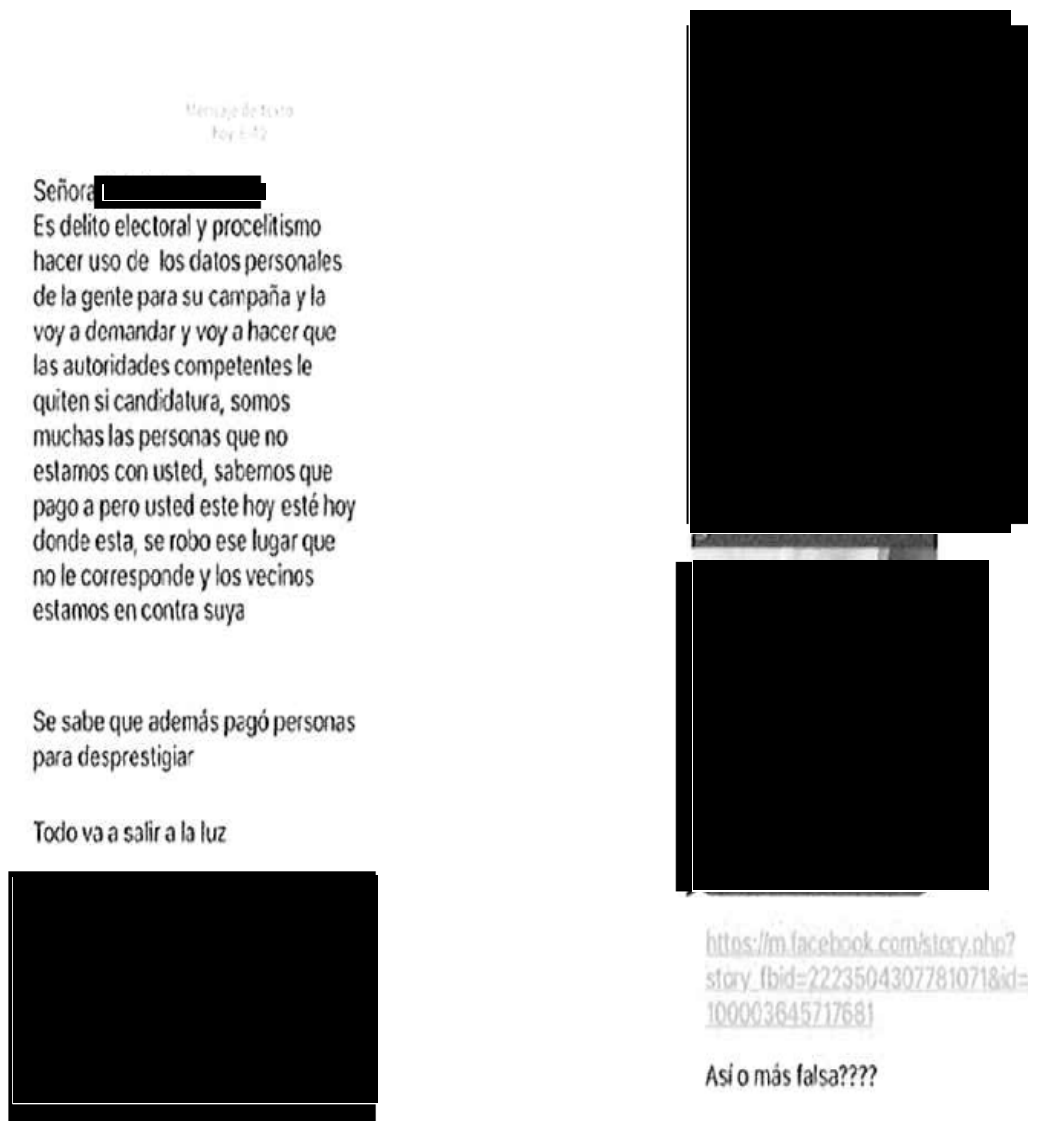 Mensaje de texto
Señora
Es delito electoral y procelitismo
hacer uso de los datos personales
de la gente para su campaña y la
voy a demandar y voy a hacer que
las autoridades competentes le
quiten si candidatura, somos
muchas las personas que no
estamos con usted, sabemos que
pago a pero usted este hoy esté hoy
donde esta, se robo ese lugar que
no le corresponde y los vecinos
estamos en contra suya
Se sabe que además pagó personas
para desprestigiar
Todo va a salir a la luz
https://m.facebook.com/story.php?
story_fbid=2223504307781071&id=
100003645717681
Así o más falsa????